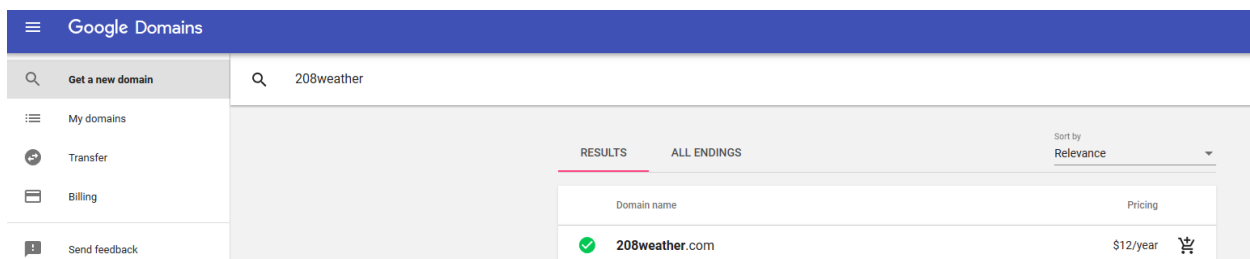 Google Domains
Get a new domain
208weather
My domains
Transfer
Billing
Send feedback
RESULTS ALL ENDINGS
Sort by
Relevance
Domain name Pricing
208weather.com $12/year